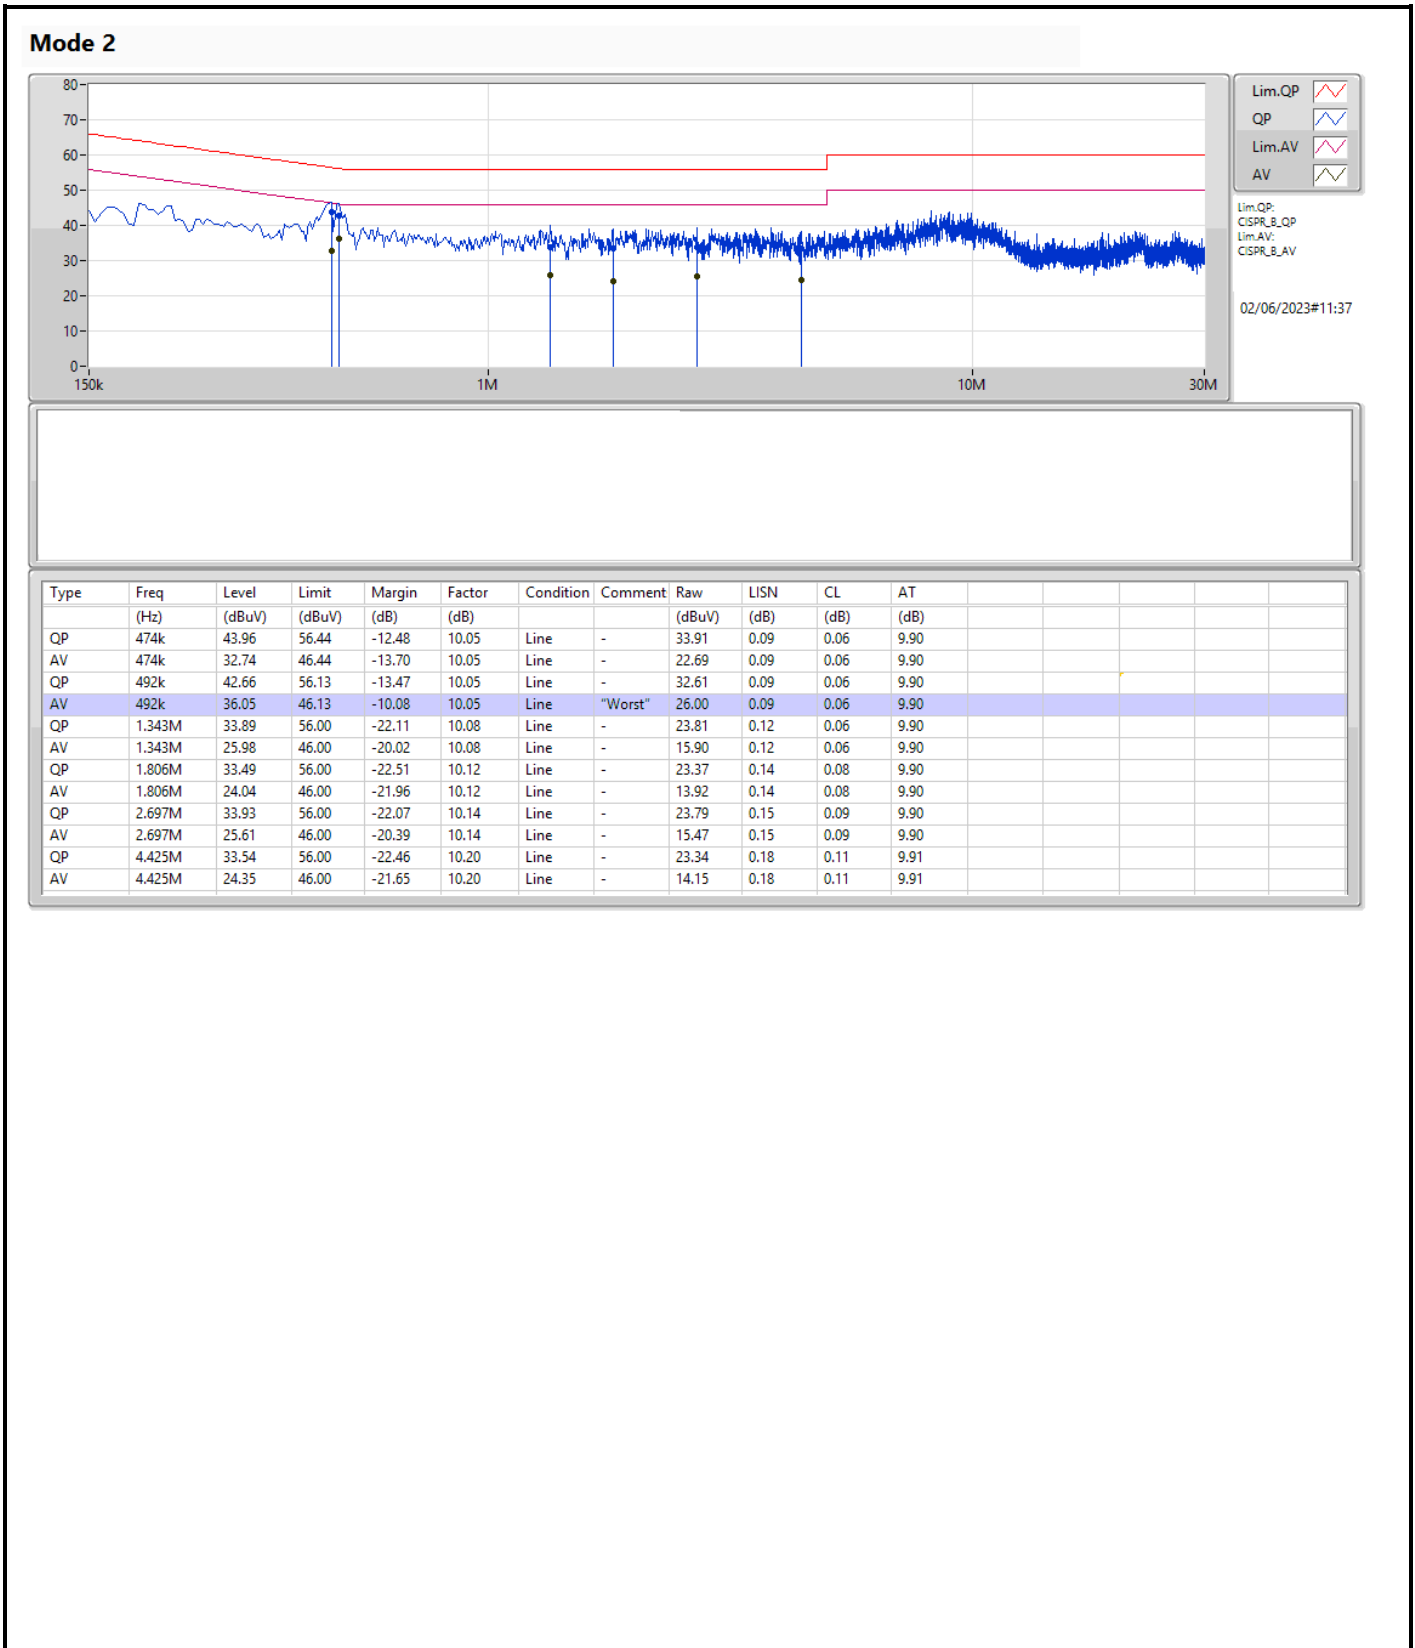 Mode 2
80
70
60
50
40
30
20
10
0
150k 1M 10M 30M
Lim.QP
QP
Lim.AV
AV
Lim.QP:
CISPR_B_QP
Lim.AV:
CISPR_B_AV
02/06/2023#11:37
Type Freq Level Limit Margin Factor Condition Comment Raw LISN CL AT
(Hz) (dBuV) (dBuV) (dB) (dB) (dBuV) (dB) (dB) (dB)
QP 474k 43.96 56.44 -12.48 10.05 Line - 33.91 0.09 0.06 9.90
AV 474k 32.74 46.44 -13.70 10.05 Line - 22.69 0.09 0.06 9.90
QP 492k 42.66 56.13 -13.47 10.05 Line - 32.61 0.09 0.06 9.90
AV 492k 36.05 46.13 -10.08 10.05 Line "Worst" 26.00 0.09 0.06 9.90
QP 1.343M 33.89 56.00 -22.11 10.08 Line - 23.81 0.12 0.06 9.90
AV 1.343M 25.98 46.00 -20.02 10.08 Line - 15.90 0.12 0.06 9.90
QP 1.806M 33.49 56.00 -22.51 10.12 Line - 23.37 0.14 0.08 9.90
AV 1.806M 24.04 46.00 -21.96 10.12 Line - 13.92 0.14 0.08 9.90
QP 2.697M 33.93 56.00 -22.07 10.14 Line - 23.79 0.15 0.09 9.90
AV 2.697M 25.61 46.00 -20.39 10.14 Line - 15.47 0.15 0.09 9.90
QP 4.425M 33.54 56.00 -22.46 10.20 Line - 23.34 0.18 0.11 9.91
AV 4.425M 24.35 46.00 -21.65 10.20 Line - 14.15 0.18 0.11 9.91